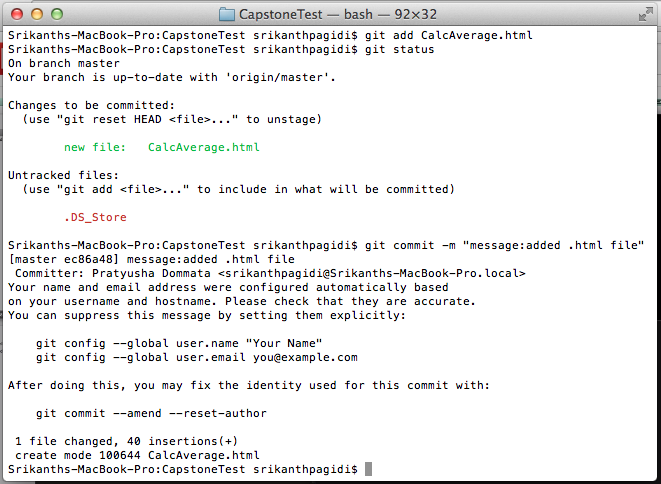 CapstoneTest — bash — 92×32
Srikanths-MacBook-Pro:CapstoneTest srikanthpagidi$ git add CalcAverage.html
Srikanths-MacBook-Pro:CapstoneTest srikanthpagidi$ git status
On branch master
Your branch is up-to-date with 'origin/master'.
Changes to be committed:
  (use "git reset HEAD <file>..." to unstage)
        new file:   CalcAverage.html
Untracked files:
  (use "git add <file>..." to include in what will be committed)
        .DS_Store
Srikanths-MacBook-Pro:CapstoneTest srikanthpagidi$ git commit -m "message:added .html file"
[master ec86a48] message:added .html file
 Committer: Pratyusha Dommata <srikanthpagidi@Srikanths-MacBook-Pro.local>
Your name and email address were configured automatically based
on your username and hostname. Please check that they are accurate.
You can suppress this message by setting them explicitly:
    git config --global user.name "Your Name"
    git config --global user.email you@example.com
After doing this, you may fix the identity used for this commit with:
    git commit --amend --reset-author
 1 file changed, 40 insertions(+)
 create mode 100644 CalcAverage.html
Srikanths-MacBook-Pro:CapstoneTest srikanthpagidi$